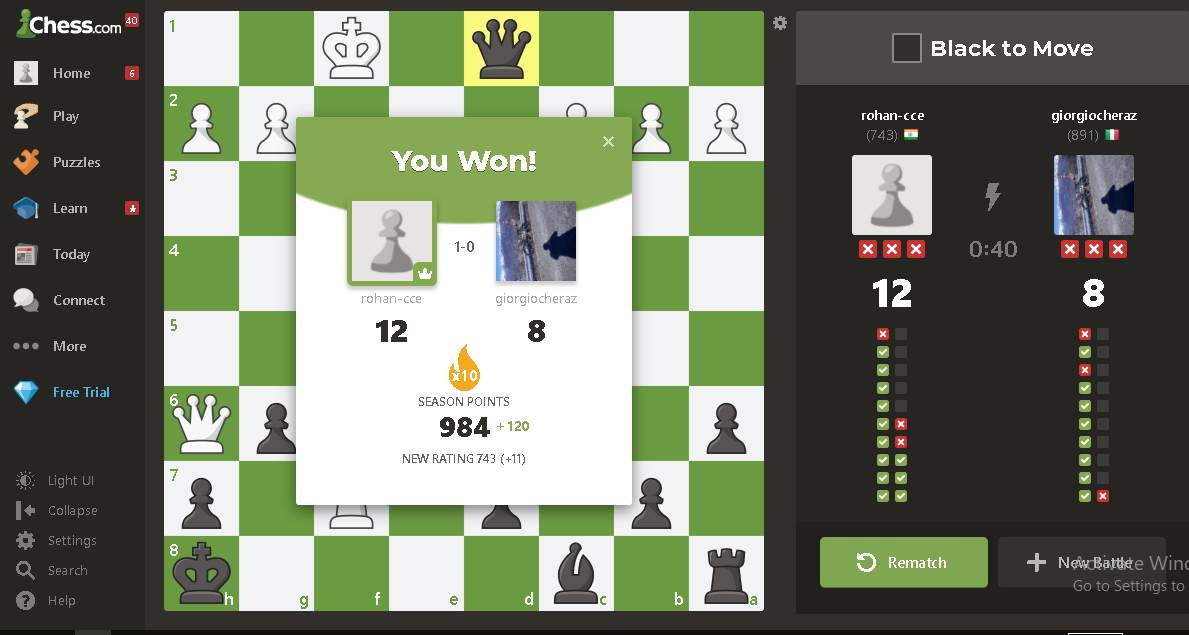 Chess.com 40
Home 6
Play
Puzzles
Learn
Today
Connect
More
Free Trial
Light UI
Collapse
Settings
Search
Help
1
2
3
4
5
6
7
8
h g f e d c b a
You Won!
1-0
rohan-cce giorgiocheraz
12 8
x10
SEASON POINTS
984 +120
NEW RATING 743 (+11)
Black to Move
rohan-cce giorgiocheraz
(743) (891)
0:40
12 8
Rematch New Battle
Activate Wind
Go to Settings to